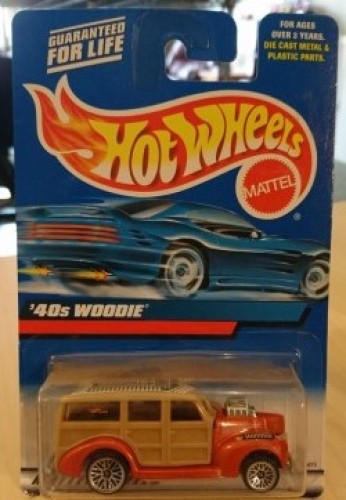 GUARANTEED
FOR LIFE
FOR AGES
OVER 3 YEARS.
DIE CAST METAL &
PLASTIC PARTS.
HOT WHEELS
MATTEL
®
'40s WOODIE